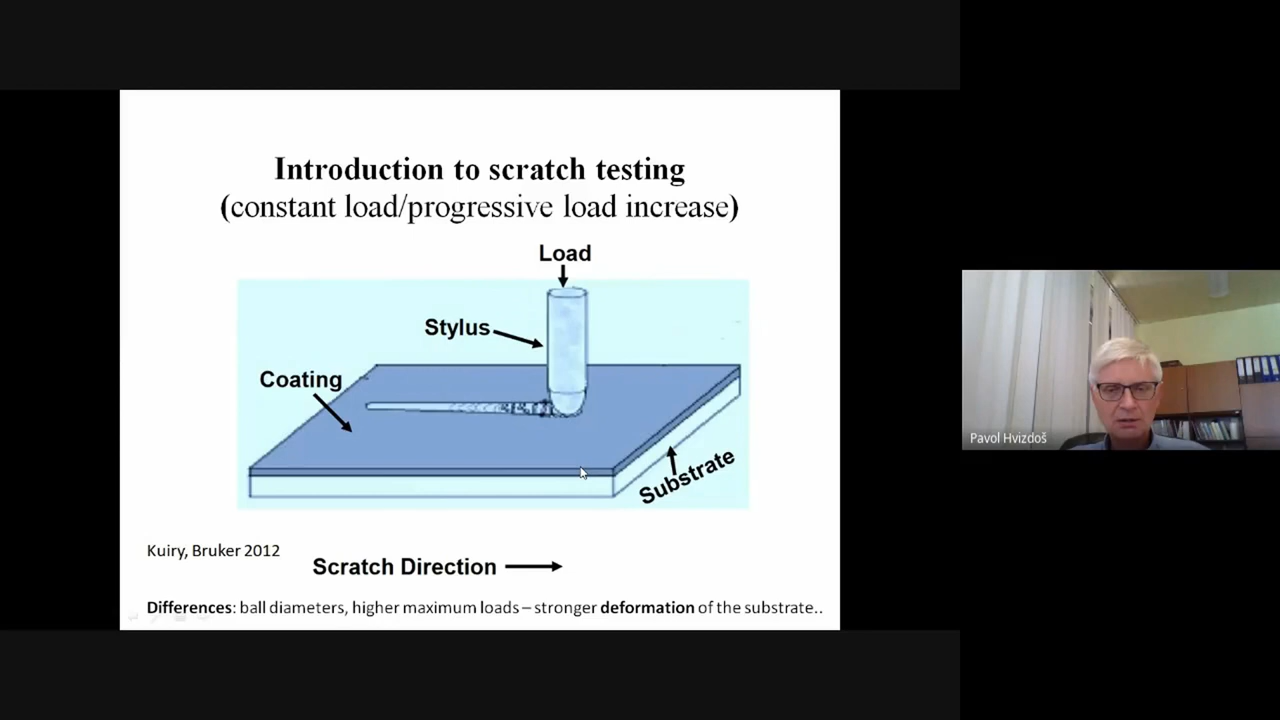 Introduction to scratch testing
(constant load/progressive load increase)
Load
Stylus
Coating
Substrate
Kuiry, Bruker 2012
Scratch Direction
Differences: ball diameters, higher maximum loads – stronger deformation of the substrate..
Pavol Hvizdoš